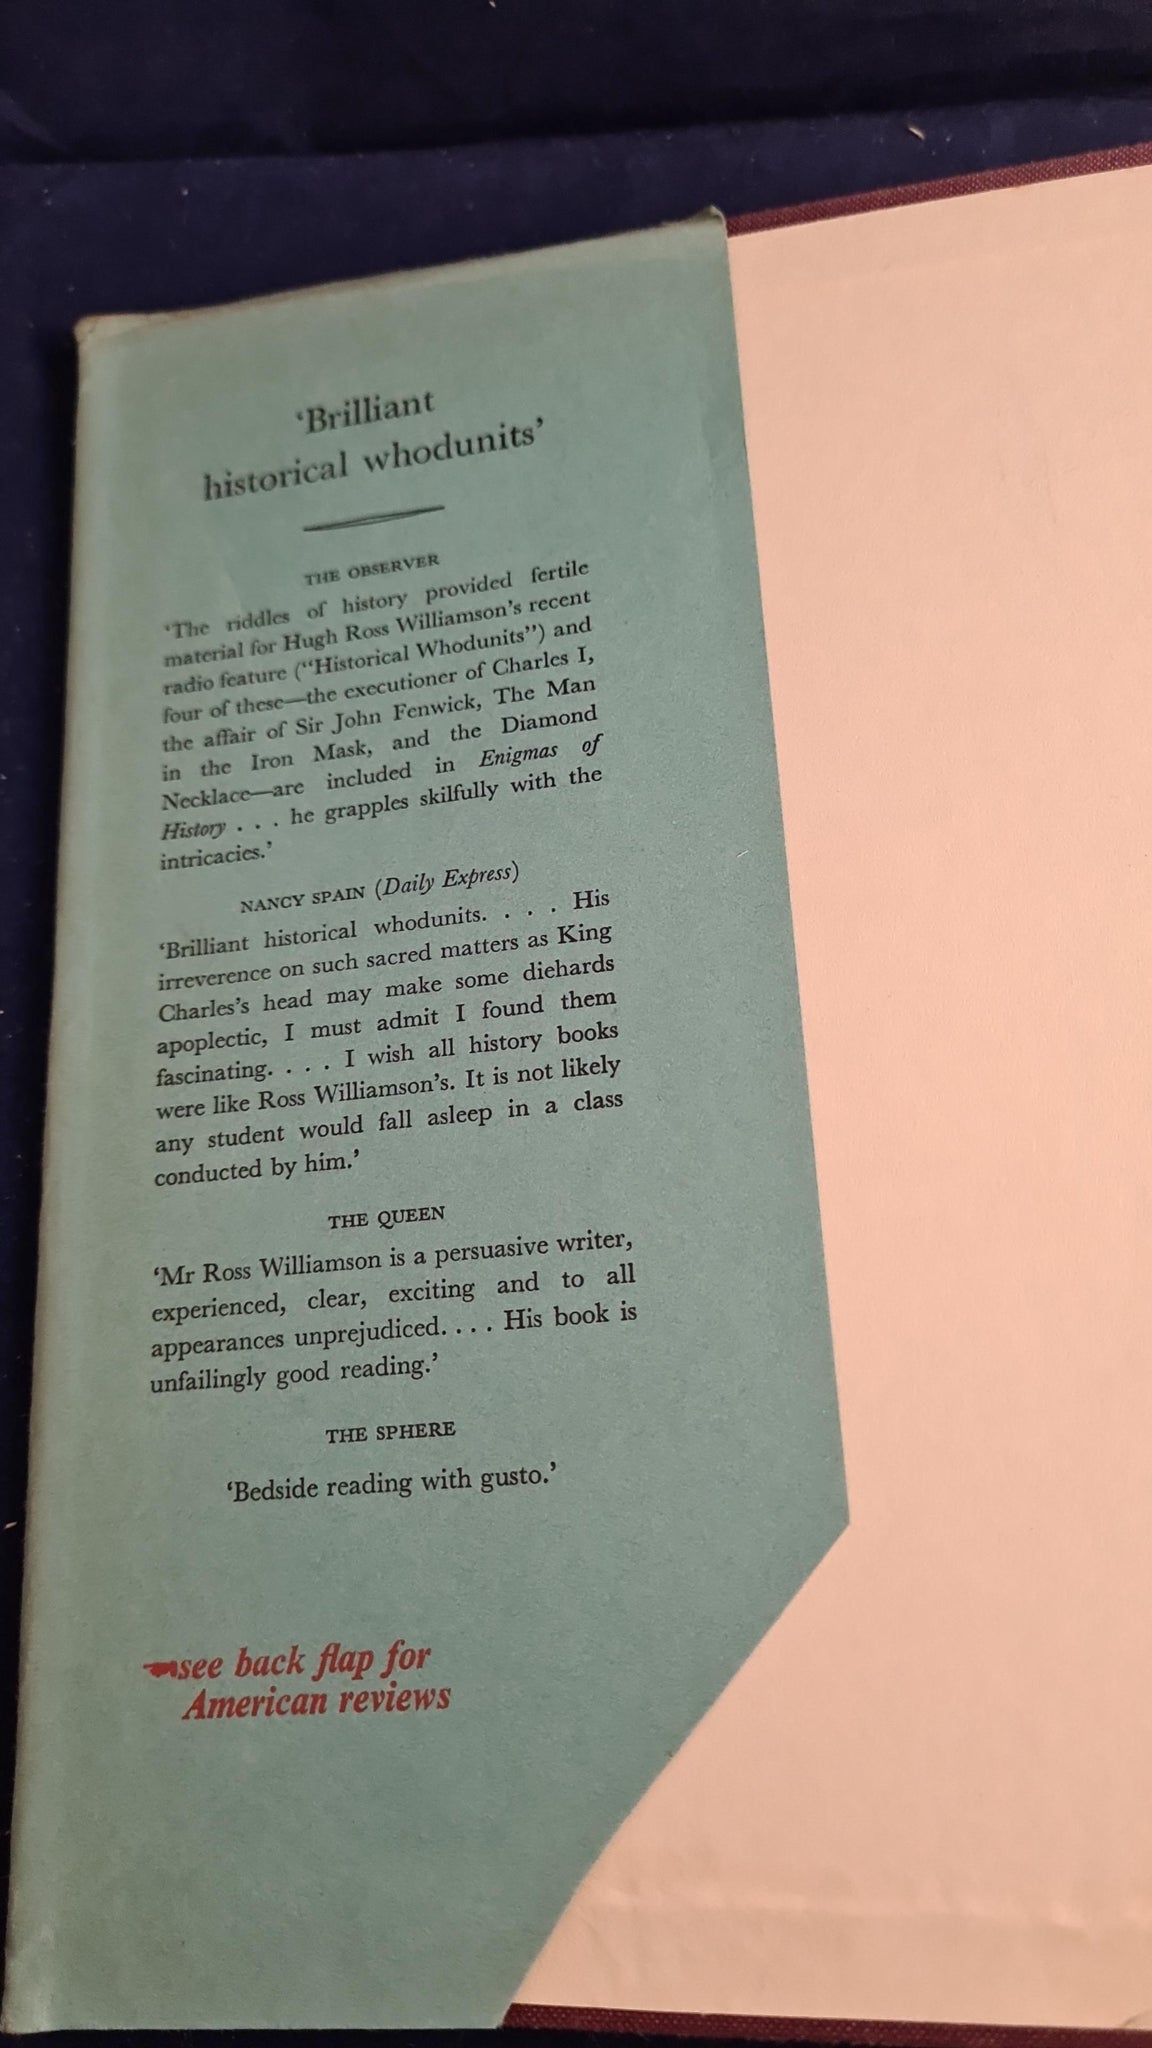 ‘Brilliant
historical whodunits’
THE OBSERVER
‘The riddles of history provided fertile
material for Hugh Ross Williamson’s recent
radio feature (“Historical Whodunits”) and
four of these—the executioner of Charles I,
the affair of Sir John Fenwick, The Man
in the Iron Mask, and the Diamond
Necklace—are included in Enigmas of
History . . . he grapples skilfully with the
intricacies.’
NANCY SPAIN (Daily Express)
‘Brilliant historical whodunits. . . . His
irreverence on such sacred matters as King
Charles’s head may make some diehards
apoplectic, I must admit I found them
fascinating. . . . I wish all history books
were like Ross Williamson’s. It is not likely
any student would fall asleep in a class
conducted by him.’
THE QUEEN
‘Mr Ross Williamson is a persuasive writer,
experienced, clear, exciting and to all
appearances unprejudiced. . . . His book is
unfailingly good reading.’
THE SPHERE
‘Bedside reading with gusto.’
see back flap for
American reviews